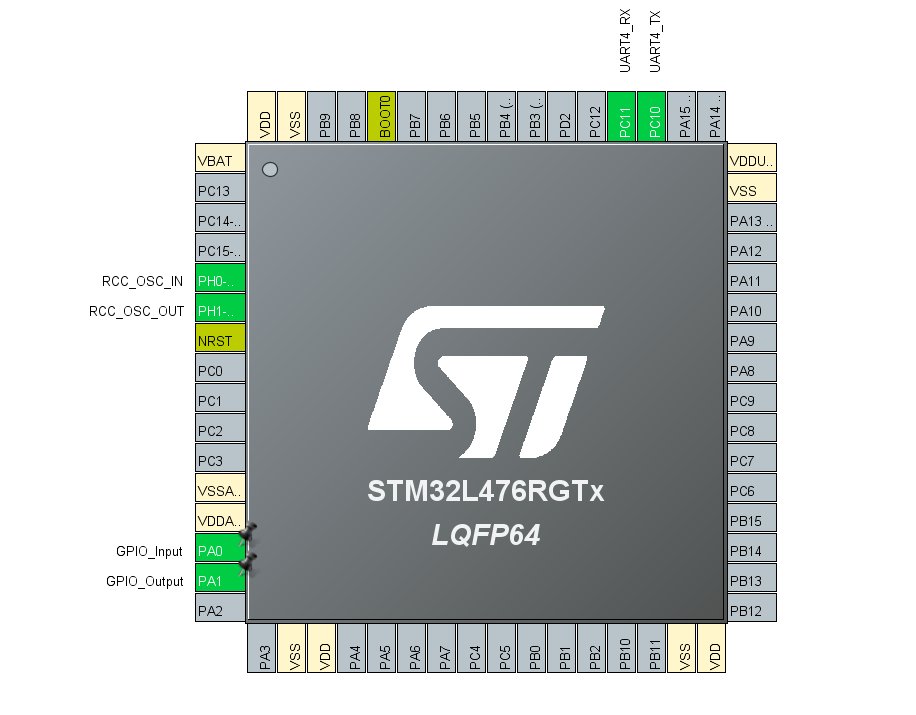 UART4_RX
UART4_TX
VDD
VSS
PB9
PB8
BOOT0
PB7
PB6
PB5
PB4 (..
PB3 (..
PD2
PC12
PC11
PC10
PA15 ..
PA14 ..
VBAT
PC13
PC14-..
PC15-..
RCC_OSC_IN PH0-..
RCC_OSC_OUT PH1-..
NRST
PC0
PC1
PC2
PC3
VSSA..
VDDA..
GPIO_Input PA0
GPIO_Output PA1
PA2
VDDU..
VSS
PA13 ..
PA12
PA11
PA10
PA9
PA8
PC9
PC8
PC7
PC6
PB15
PB14
PB13
PB12
ST
STM32L476RGTx
LQFP64
PA3
VSS
VDD
PA4
PA5
PA6
PA7
PC4
PC5
PB0
PB1
PB2
PB10
PB11
VSS
VDD